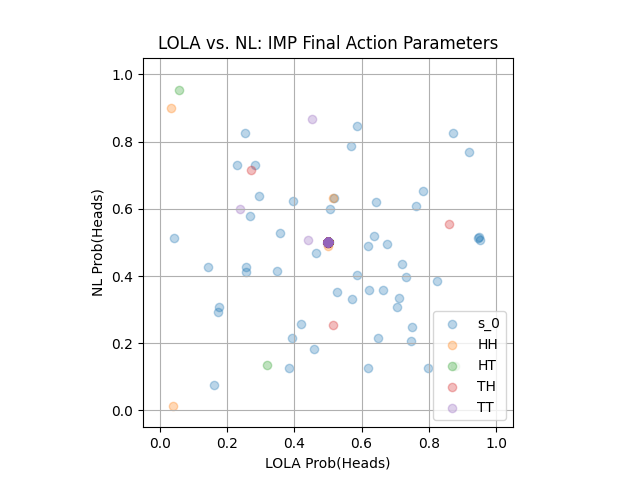 LOLA vs. NL: IMP Final Action Parameters
NL Prob(Heads)
1.0
0.8
0.6
0.4
0.2
0.0
s_0
HH
HT
TH
TT
0.0 0.2 0.4 0.6 0.8 1.0
LOLA Prob(Heads)